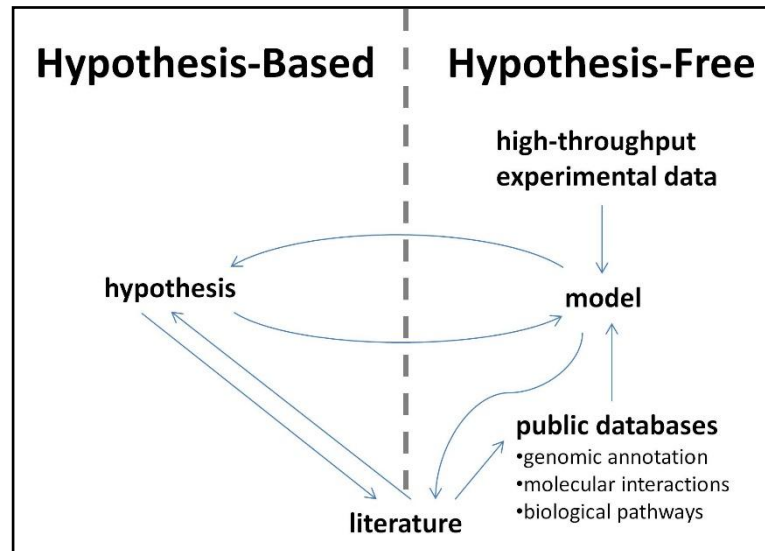 Hypothesis-Based
Hypothesis-Free
high-throughput
experimental data
hypothesis
model
public databases
•genomic annotation
•molecular interactions
•biological pathways
literature